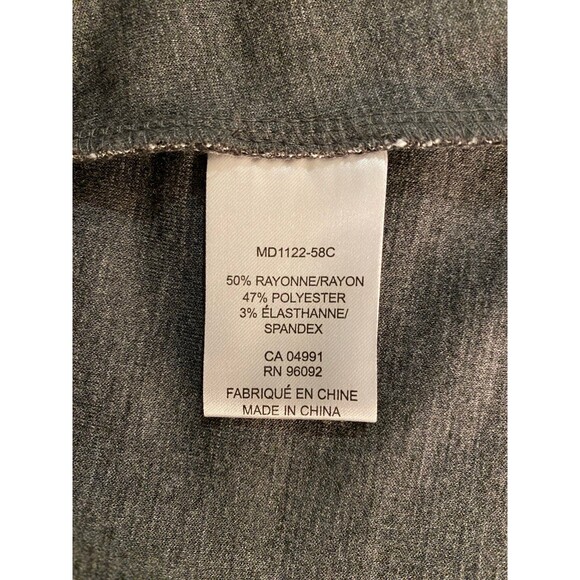 MD1122-58C
50% RAYONNE/RAYON
47% POLYESTER
3% ÉLASTHANNE/
SPANDEX
CA 04991
RN 96092
FABRIQUÉ EN CHINE
MADE IN CHINA